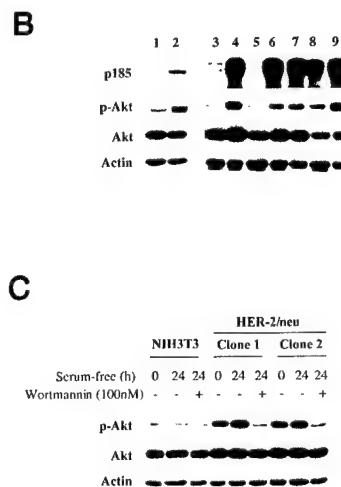 B
1 2 3 4 5 6 7 8 9
p185
p-Akt
Akt
Actin
C
HER-2/neu
NIH3T3 Clone 1 Clone 2
Serum-free (h) 0 24 24 0 24 24 0 24 24
Wortmannin (100nM) - - + - - + - - +
p-Akt
Akt
Actin